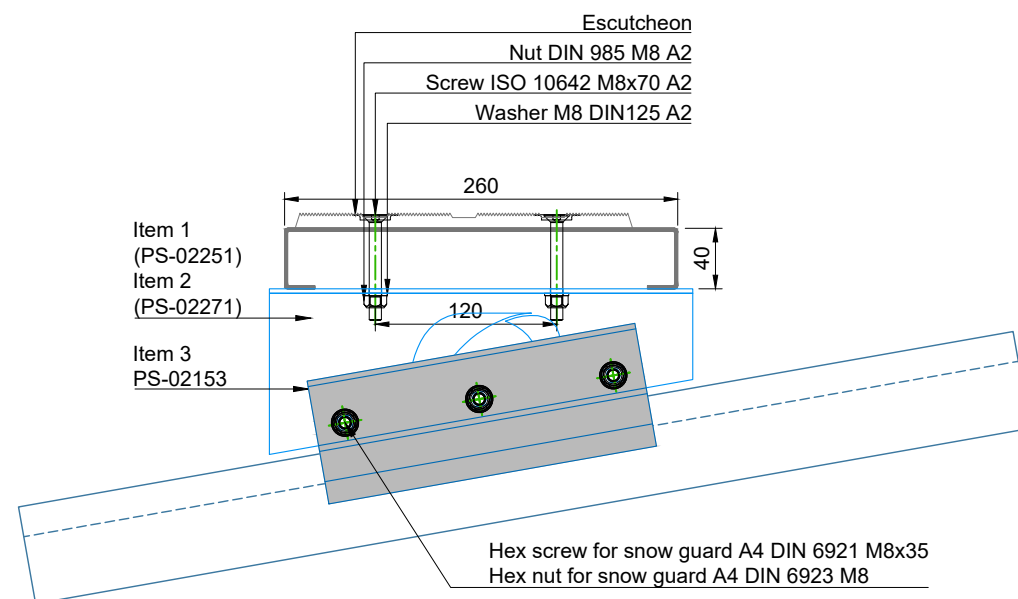 Escutcheon
Nut DIN 985 M8 A2
Screw ISO 10642 M8x70 A2
Washer M8 DIN125 A2
260
Item 1
(PS-02251)
Item 2
(PS-02271)
40
120
Item 3
PS-02153
Hex screw for snow guard A4 DIN 6921 M8x35
Hex nut for snow guard A4 DIN 6923 M8